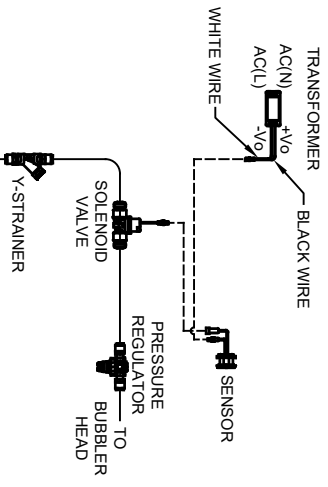 TRANSFORMER
AC(N)
AC(L)
+Vo
-Vo
WHITE WIRE
BLACK WIRE
SENSOR
SOLENOID
VALVE
PRESSURE
REGULATOR
Y-STRAINER
TO
BUBBLER
HEAD